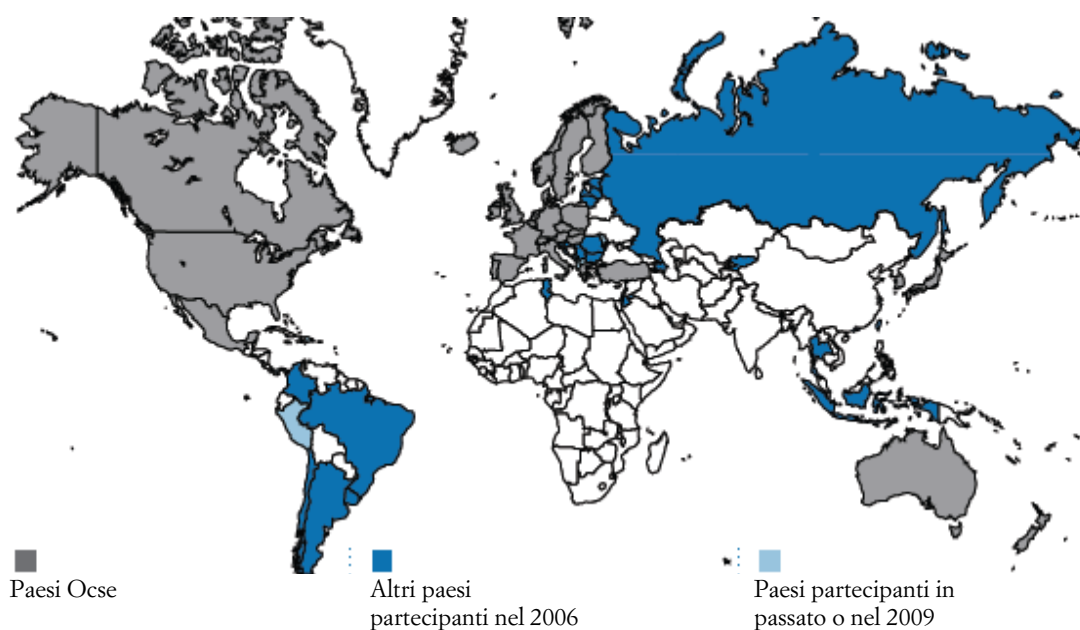 Paesi Ocse
Altri paesi
partecipanti nel 2006
Paesi partecipanti in
passato o nel 2009